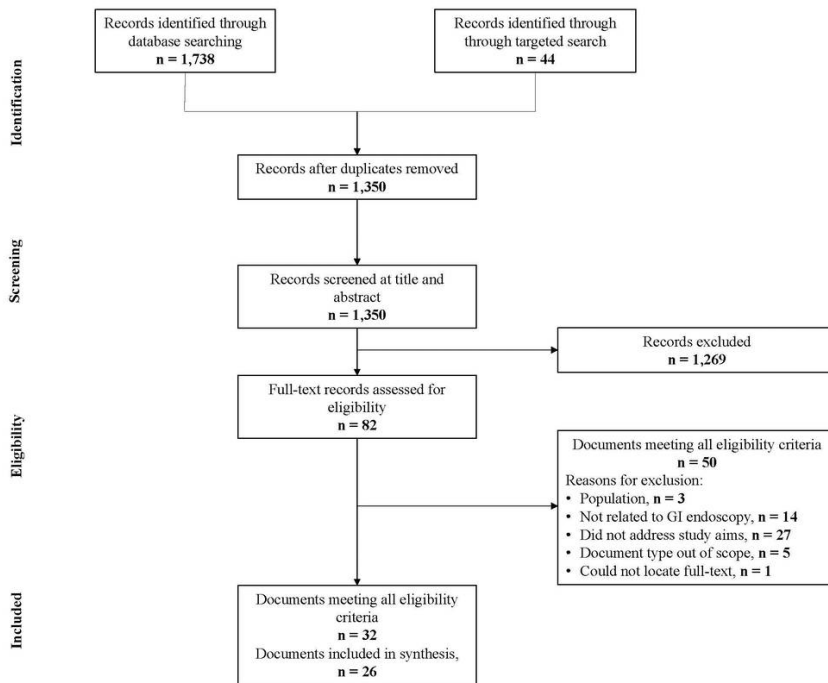 Identification
Records identified through
database searching
n = 1,738
Records identified through
through targeted search
n = 44
Records after duplicates removed
n = 1,350
Screening
Records screened at title and
abstract
n = 1,350
Records excluded
n = 1,269
Eligibility
Full-text records assessed for
eligibility
n = 82
Documents meeting all eligibility criteria
n = 50
Reasons for exclusion:
• Population, n = 3
• Not related to GI endoscopy, n = 14
• Did not address study aims, n = 27
• Document type out of scope, n = 5
• Could not locate full-text, n = 1
Included
Documents meeting all eligibility
criteria
n = 32
Documents included in synthesis,
n = 26